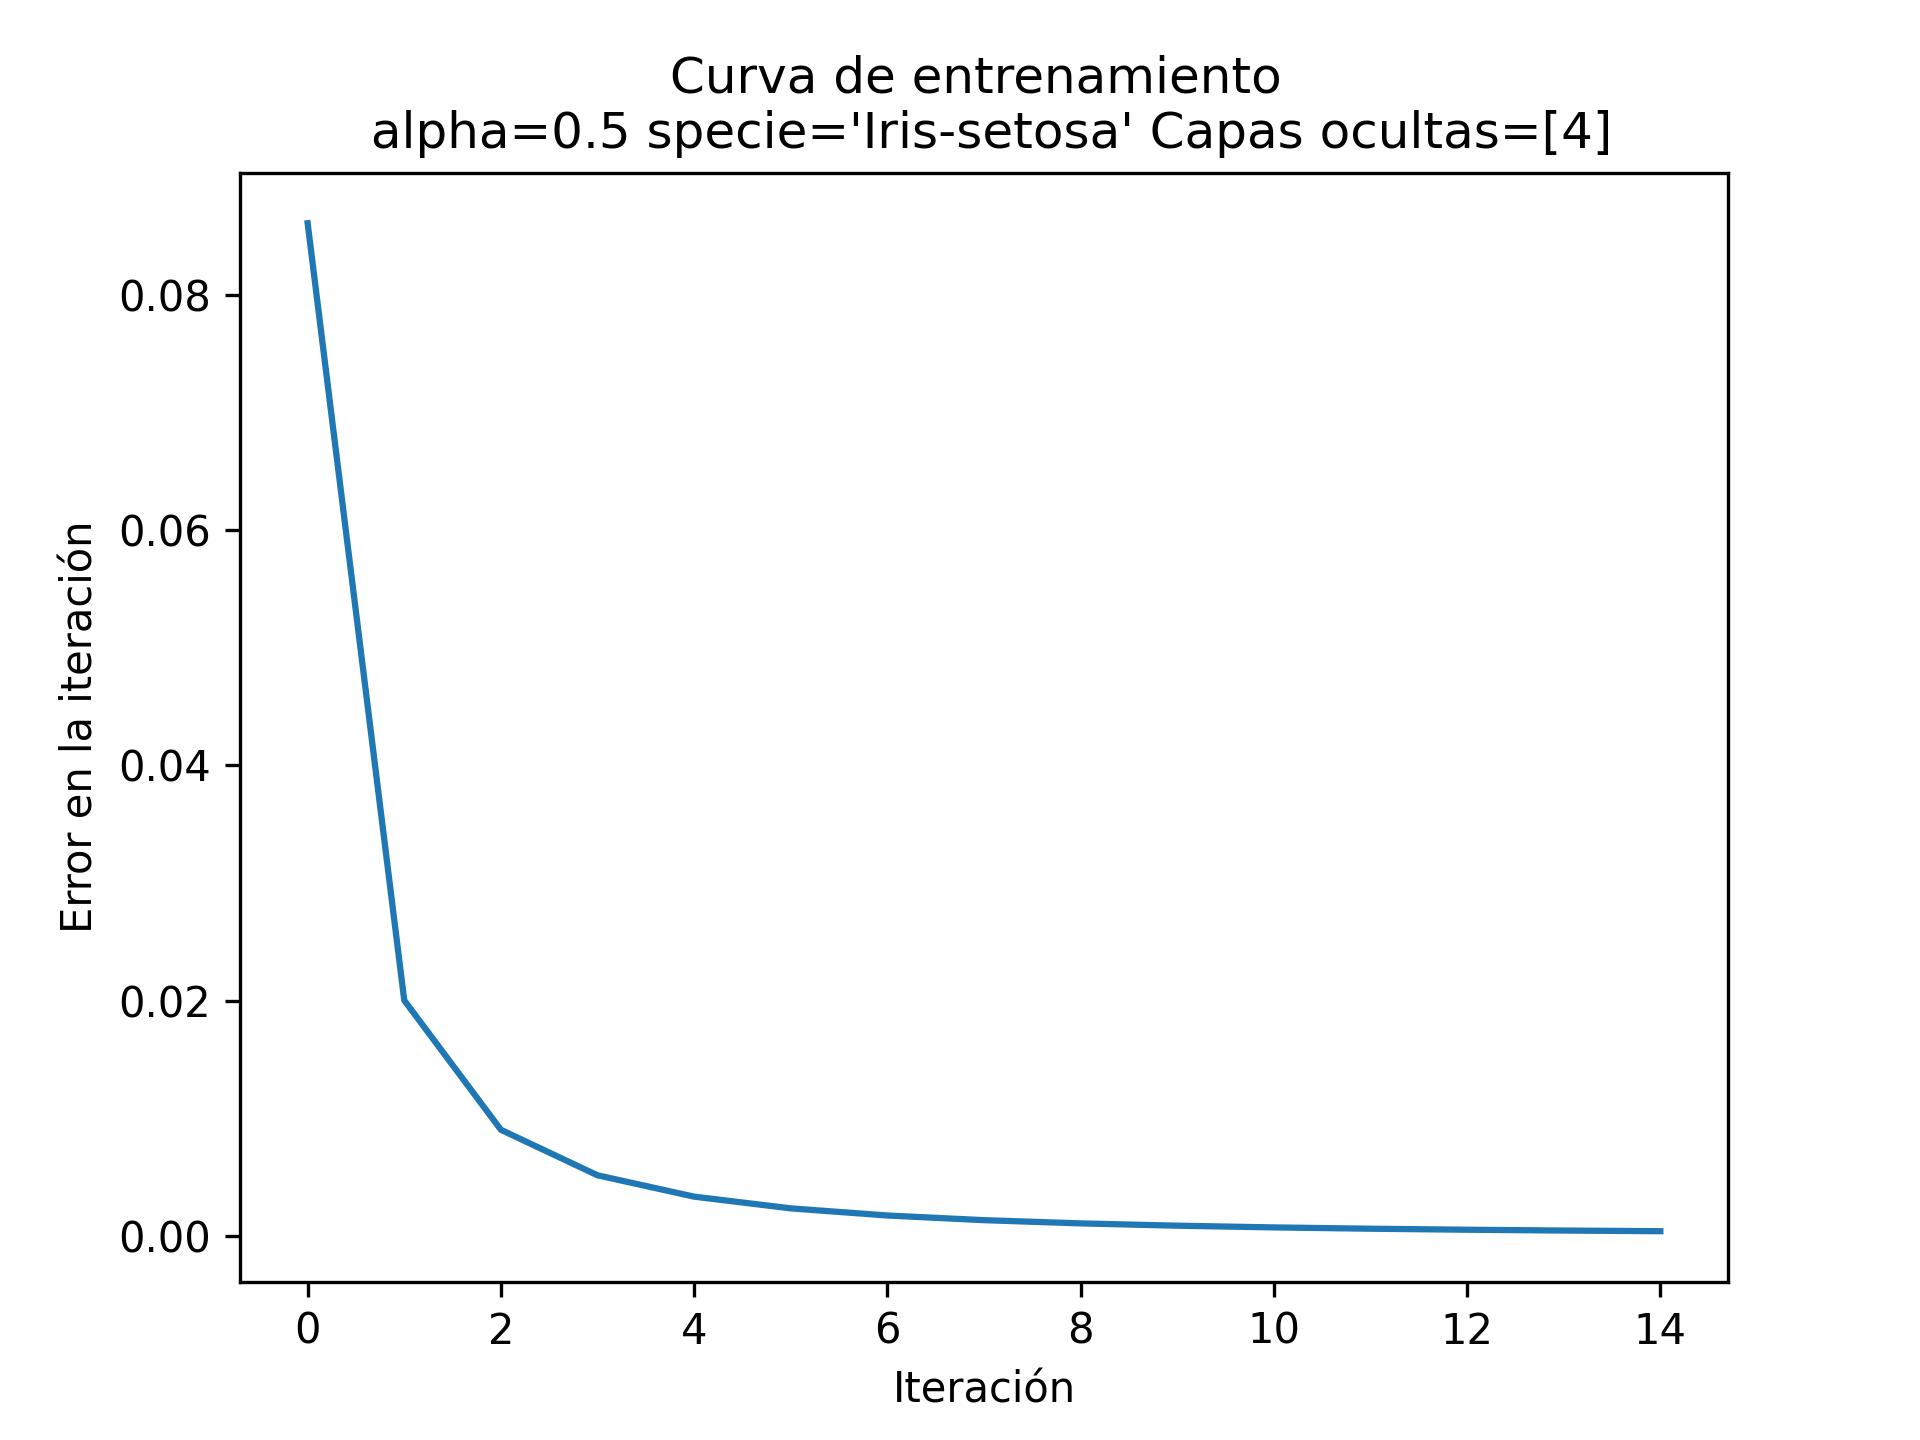 Curva de entrenamiento
alpha=0.5 specie='Iris-setosa' Capas ocultas=[4]
Error en la iteración
0.08
0.06
0.04
0.02
0.00
0 2 4 6 8 10 12 14
Iteración